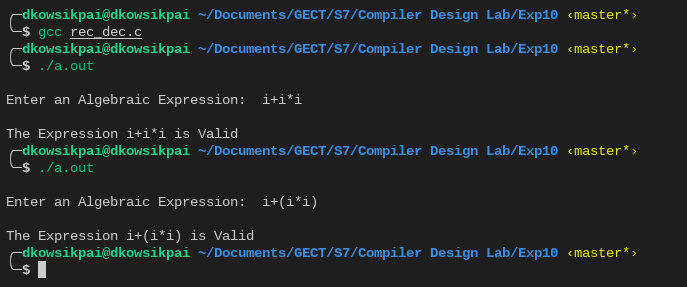 ╭─dkowsikpai@dkowsikpai ~/Documents/GECT/S7/Compiler Design Lab/Exp10 ‹master*›
╰─$ gcc rec_dec.c
╭─dkowsikpai@dkowsikpai ~/Documents/GECT/S7/Compiler Design Lab/Exp10 ‹master*›
╰─$ ./a.out
Enter an Algebraic Expression:  i+i*i
The Expression i+i*i is Valid
╭─dkowsikpai@dkowsikpai ~/Documents/GECT/S7/Compiler Design Lab/Exp10 ‹master*›
╰─$ ./a.out
Enter an Algebraic Expression:  i+(i*i)
The Expression i+(i*i) is Valid
╭─dkowsikpai@dkowsikpai ~/Documents/GECT/S7/Compiler Design Lab/Exp10 ‹master*›
╰─$